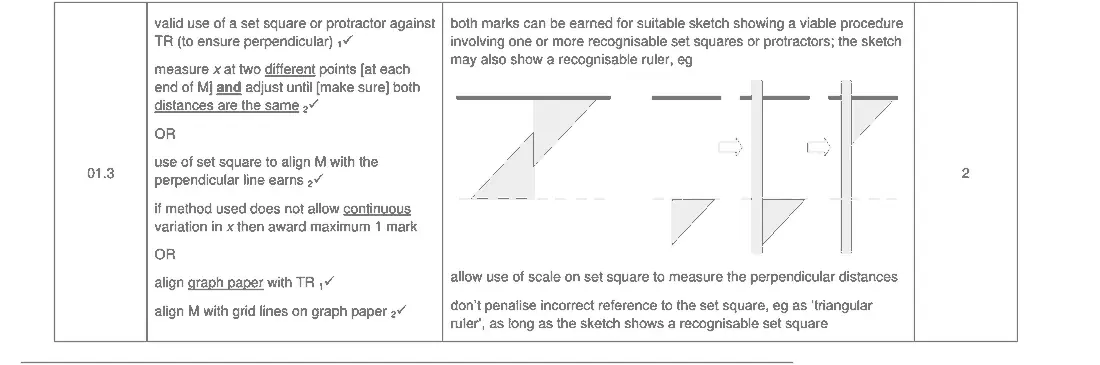 01.3
valid use of a set square or protractor against
TR (to ensure perpendicular) ₁✓
measure x at two different points [at each
end of M] and adjust until [make sure] both
distances are the same ₂✓
OR
use of set square to align M with the
perpendicular line earns ₂✓
if method used does not allow continuous
variation in x then award maximum 1 mark
OR
align graph paper with TR ₁✓
align M with grid lines on graph paper ₂✓
both marks can be earned for suitable sketch showing a viable procedure
involving one or more recognisable set squares or protractors; the sketch
may also show a recognisable ruler, eg
allow use of scale on set square to measure the perpendicular distances
don't penalise incorrect reference to the set square, eg as 'triangular
ruler', as long as the sketch shows a recognisable set square
2